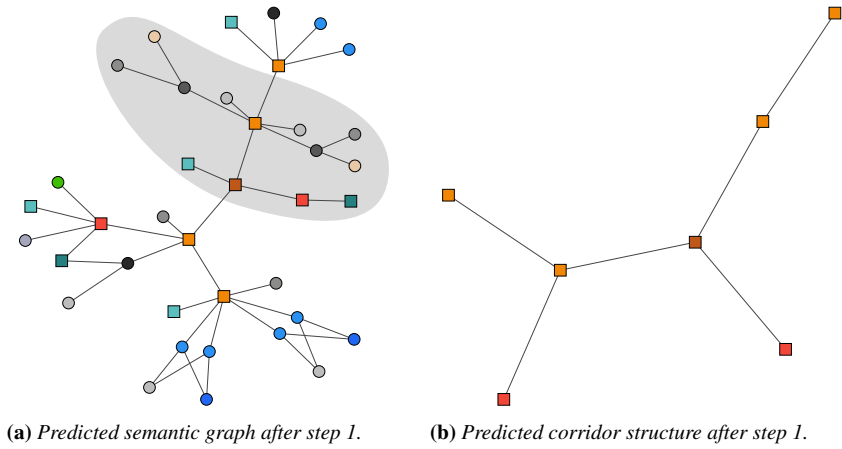 (a) Predicted semantic graph after step 1.
(b) Predicted corridor structure after step 1.